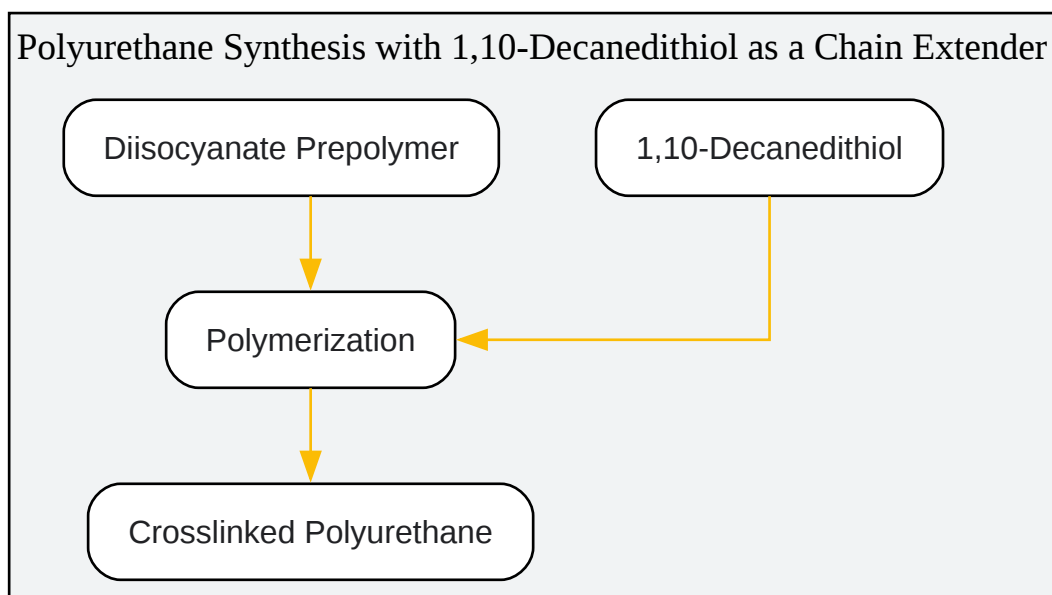 Polyurethane Synthesis with 1,10-Decanedithiol as a Chain Extender
Diisocyanate Prepolymer
1,10-Decanedithiol
Polymerization
Crosslinked Polyurethane